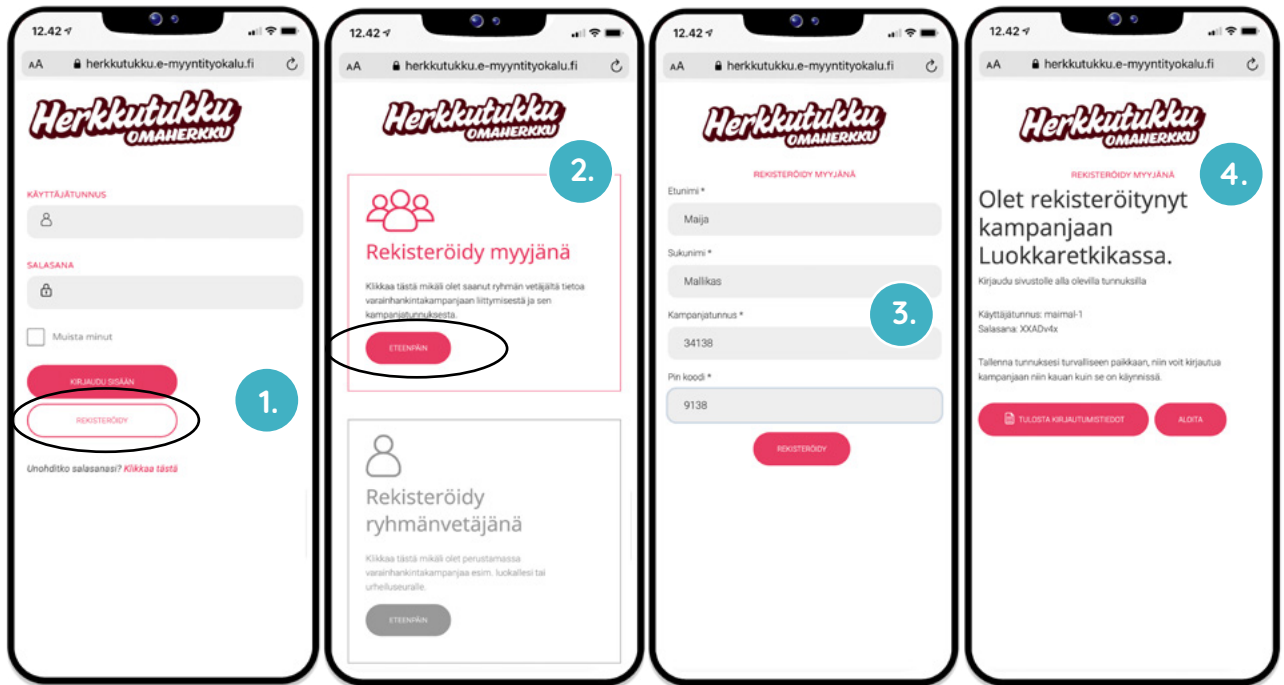 12.42
AA herkkutukku.e-myyntityokalu.fi
Herkkutukku
OMAHERKKU
KÄYTTÄJÄTUNNUS
SALASANA
Muista minut
KIRJAUDU SISÄÄN
1.
REKISTERÖIDY
Unohditko salasanasi? Klikkaa tästä
12.42
AA herkkutukku.e-myyntityokalu.fi
Herkkutukku
OMAHERKKU
2.
Rekisteröidy myyjänä
Klikkaa tästä mikäli olet saanut ryhmän vetäjältä tietoa
varainhankintakampanjaan liittymisestä ja sen
kampanjatunnuksesta.
ETEENPÄIN
Rekisteröidy
ryhmänvetäjänä
Klikkaa tästä mikäli olet perustamassa
varainhankintakampanjaa esim. luokallesi tai
urheiluseuralle.
ETEENPÄIN
12.42
AA herkkutukku.e-myyntityokalu.fi
Herkkutukku
OMAHERKKU
REKISTERÖIDY MYYJÄNÄ
Etunimi *
Maija
Sukunimi *
Mallikas
Kampanjatunnus *
3.
34138
Pin koodi *
9138
REKISTERÖIDY
12.42
AA herkkutukku.e-myyntityokalu.fi
Herkkutukku
OMAHERKKU
REKISTERÖIDY MYYJÄNÄ
4.
Olet rekisteröitynyt
kampanjaan
Luokkaretkikassa.
Kirjaudu sivustolle alla olevilla tunnuksilla
Käyttäjätunnus: maimal-1
Salasana: XXADv4x
Tallenna tunnuksesi turvalliseen paikkaan, niin voit kirjautua
kampanjaan niin kauan kuin se on käynnissä.
TULOSTA KIRJAUTUMISTIEDOT ALOITA